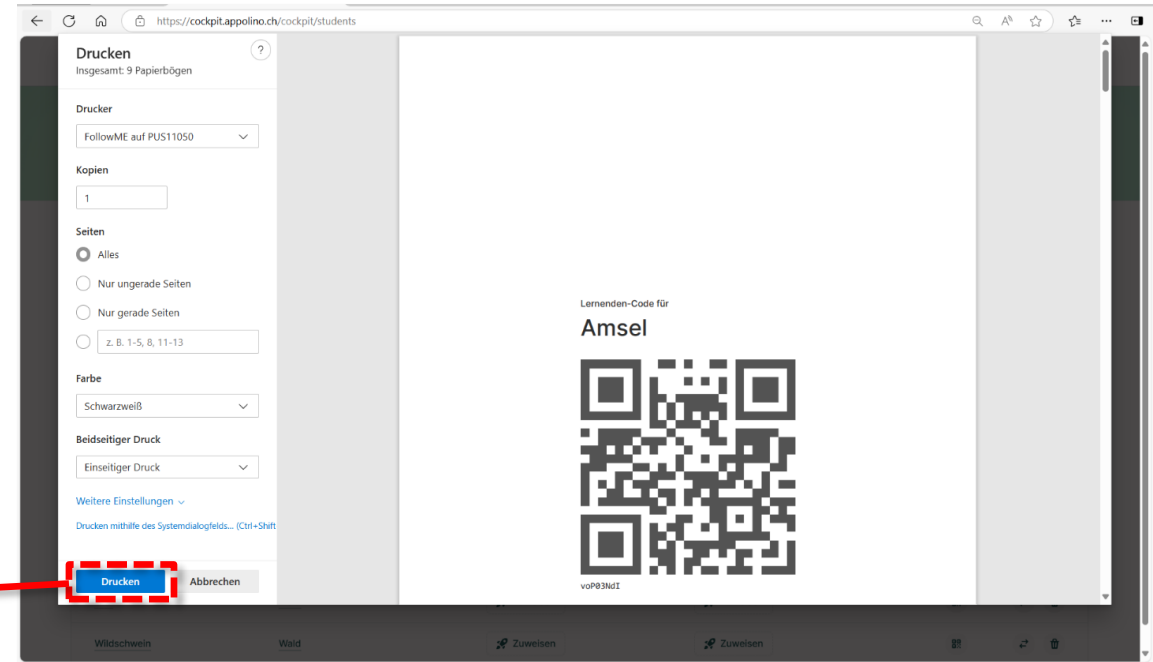 https://cockpit.appolino.ch/cockpit/students
Drucken
?
Insgesamt: 9 Papierbögen
Drucker
FollowME auf PUS11050
Kopien
1
Seiten
Alles
Nur ungerade Seiten
Nur gerade Seiten
z. B. 1-5, 8, 11-13
Farbe
Schwarzweiß
Beidseitiger Druck
Einseitiger Druck
Weitere Einstellungen
Drucken mithilfe des Systemdialogfelds... (Ctrl+Shift
Drucken Abbrechen
Lernenden-Code für
Amsel
voP03NdI
Wildschwein Wald Zuweisen Zuweisen